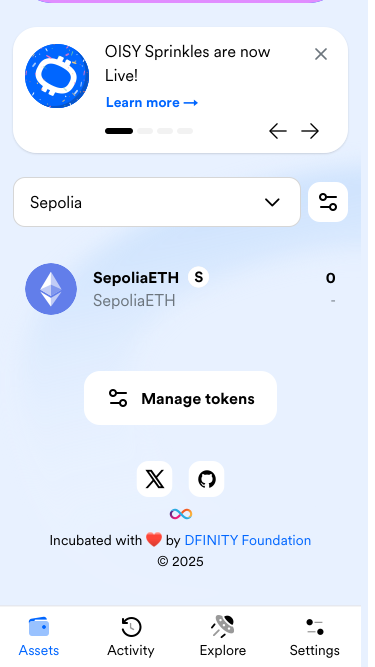 OISY Sprinkles are now
Live!
Learn more →
Sepolia
SepoliaETH S 0
SepoliaETH -
Manage tokens
Incubated with ❤️ by DFINITY Foundation
© 2025
Assets Activity Explore Settings